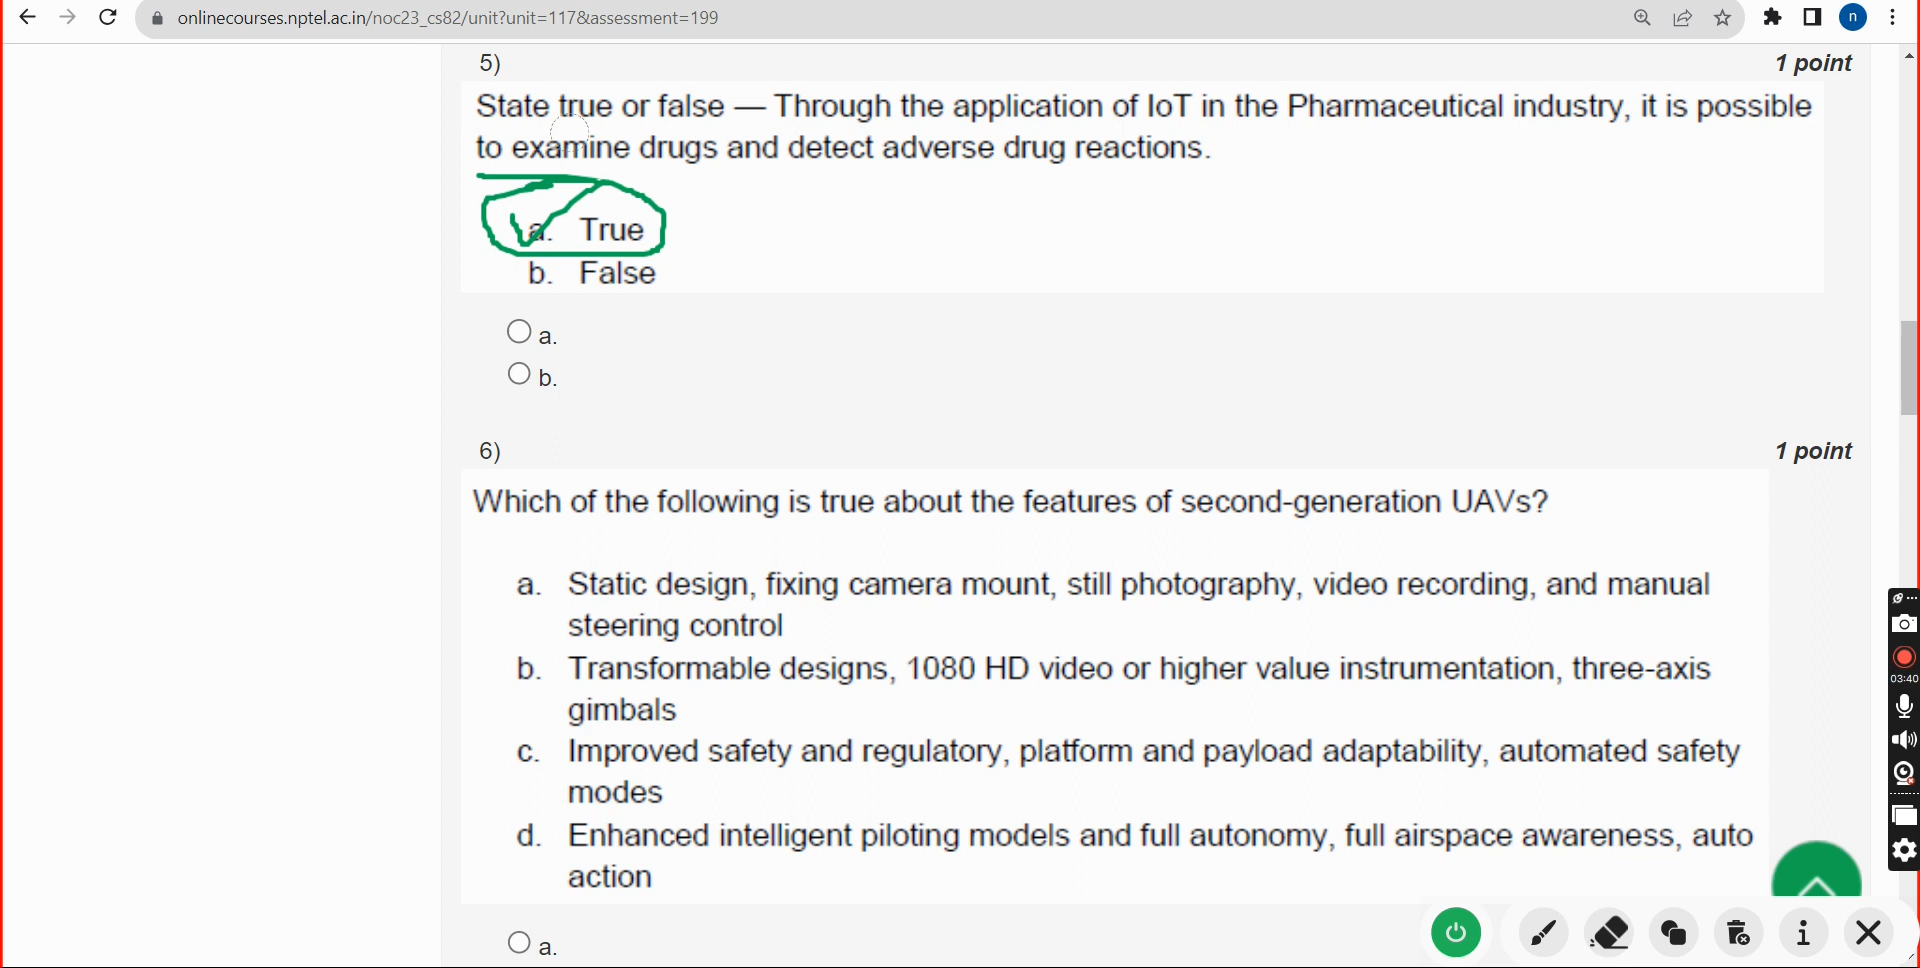 onlinecourses.nptel.ac.in/noc23_cs82/unit?unit=117&assessment=199
n
5)
1 point
State true or false — Through the application of IoT in the Pharmaceutical industry, it is possible
to examine drugs and detect adverse drug reactions.
a. True
b. False
a.
b.
6)
1 point
Which of the following is true about the features of second-generation UAVs?
a. Static design, fixing camera mount, still photography, video recording, and manual
steering control
b. Transformable designs, 1080 HD video or higher value instrumentation, three-axis
gimbals
c. Improved safety and regulatory, platform and payload adaptability, automated safety
modes
d. Enhanced intelligent piloting models and full autonomy, full airspace awareness, auto
action
a.
03:40